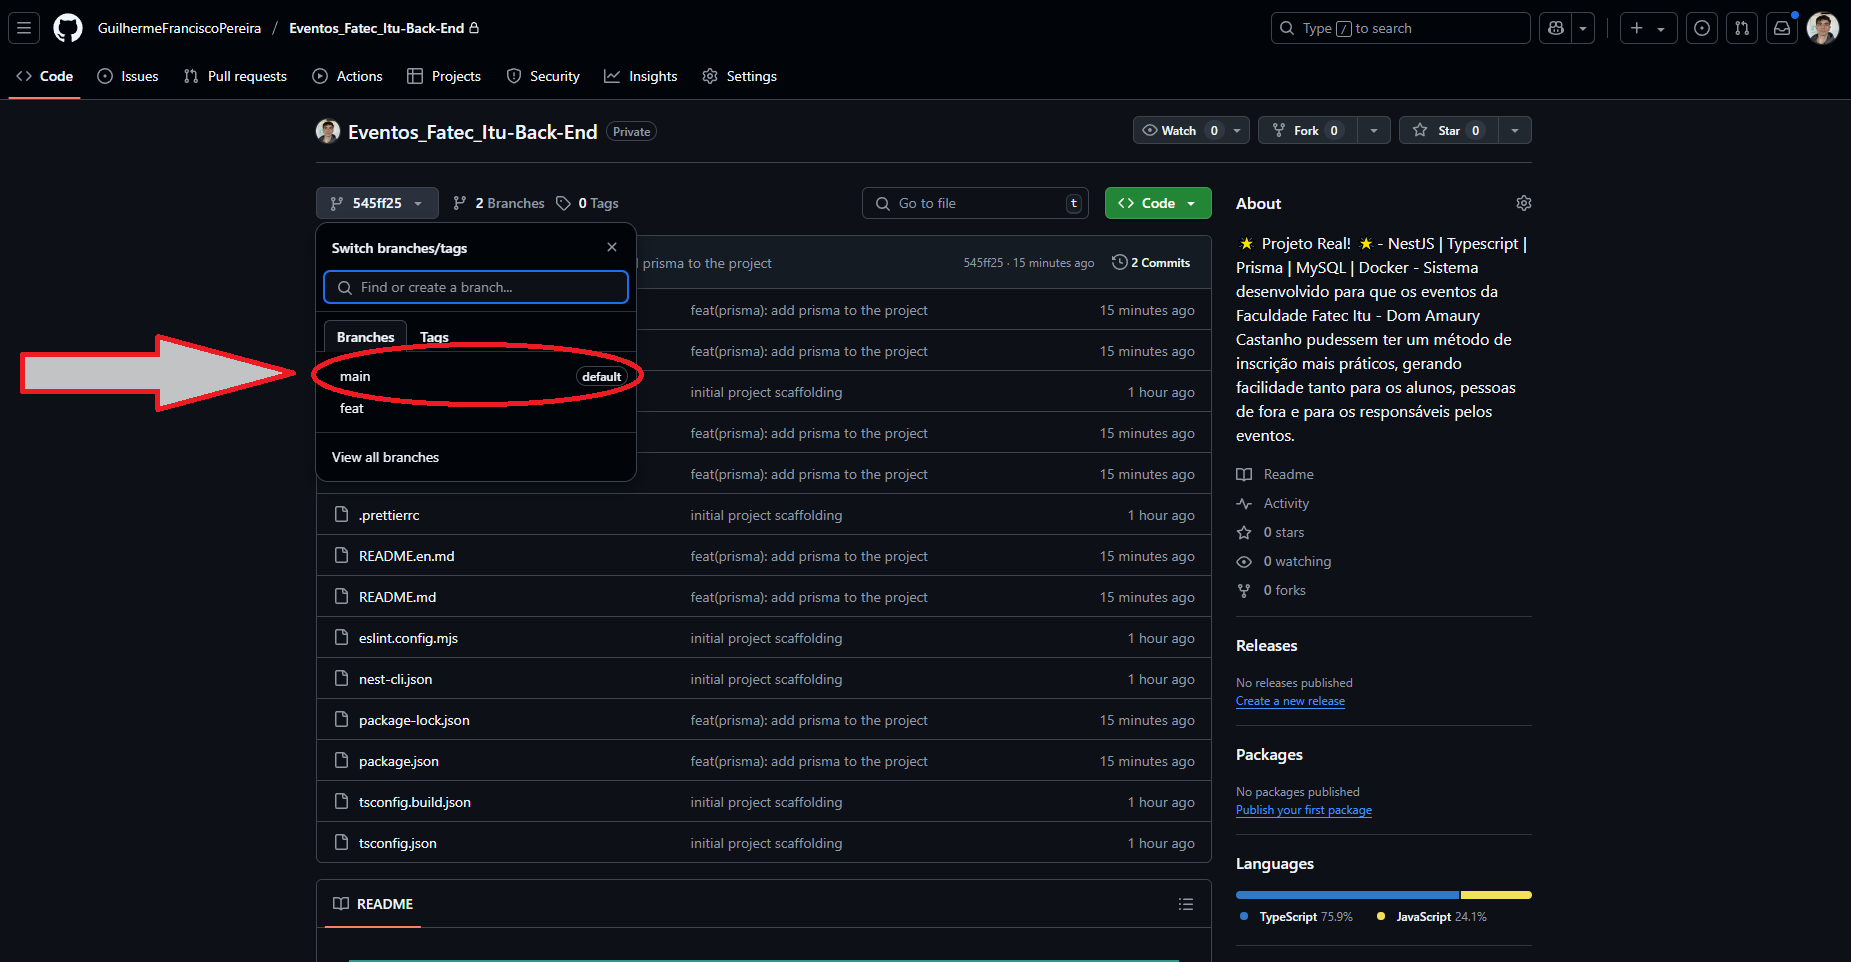 GuilhermeFranciscoPereira / Eventos_Fatec_Itu-Back-End
Type / to search
Code Issues Pull requests Actions Projects Security Insights Settings
Eventos_Fatec_Itu-Back-End Private
Watch 0 Fork 0 Star 0
545ff25 2 Branches 0 Tags
Go to file t
Code
Switch branches/tags
Find or create a branch...
Branches Tags
main default
feat
View all branches
prisma to the project 545ff25 · 15 minutes ago 2 Commits
feat(prisma): add prisma to the project 15 minutes ago
feat(prisma): add prisma to the project 15 minutes ago
initial project scaffolding 1 hour ago
feat(prisma): add prisma to the project 15 minutes ago
feat(prisma): add prisma to the project 15 minutes ago
.prettierrc initial project scaffolding 1 hour ago
README.en.md feat(prisma): add prisma to the project 15 minutes ago
README.md feat(prisma): add prisma to the project 15 minutes ago
eslint.config.mjs initial project scaffolding 1 hour ago
nest-cli.json initial project scaffolding 1 hour ago
package-lock.json feat(prisma): add prisma to the project 15 minutes ago
package.json feat(prisma): add prisma to the project 15 minutes ago
tsconfig.build.json initial project scaffolding 1 hour ago
tsconfig.json initial project scaffolding 1 hour ago
README
About
⭐ Projeto Real! ⭐ - NestJS | Typescript |
Prisma | MySQL | Docker - Sistema
desenvolvido para que os eventos da
Faculdade Fatec Itu - Dom Amaury
Castanho pudessem ter um método de
inscrição mais práticos, gerando
facilidade tanto para os alunos, pessoas
de fora e para os responsáveis pelos
eventos.
Readme
Activity
0 stars
0 watching
0 forks
Releases
No releases published
Create a new release
Packages
No packages published
Publish your first package
Languages
TypeScript 75.9% JavaScript 24.1%